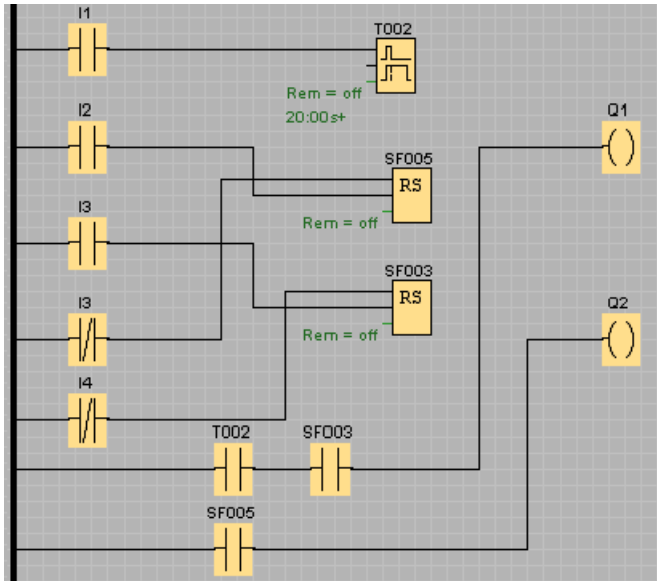 I1
T002
Rem = off
20:00s+
I2
Q1
SF005
RS
Rem = off
I3
SF003
RS
Rem = off
I3
Q2
I4
T002 SF003
SF005